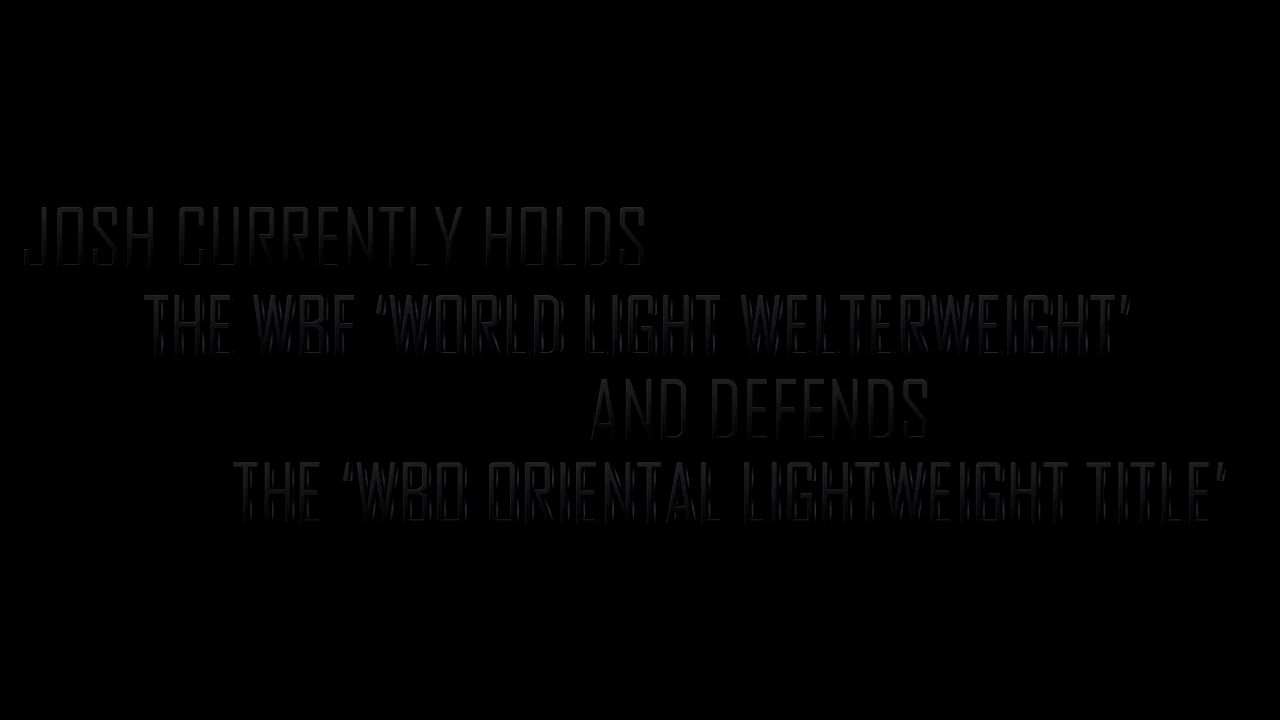 JOSH CURRENTLY HOLDS
THE WBF ‘WORLD LIGHT WELTERWEIGHT’
AND DEFENDS
THE ‘WBO ORIENTAL LIGHTWEIGHT TITLE’